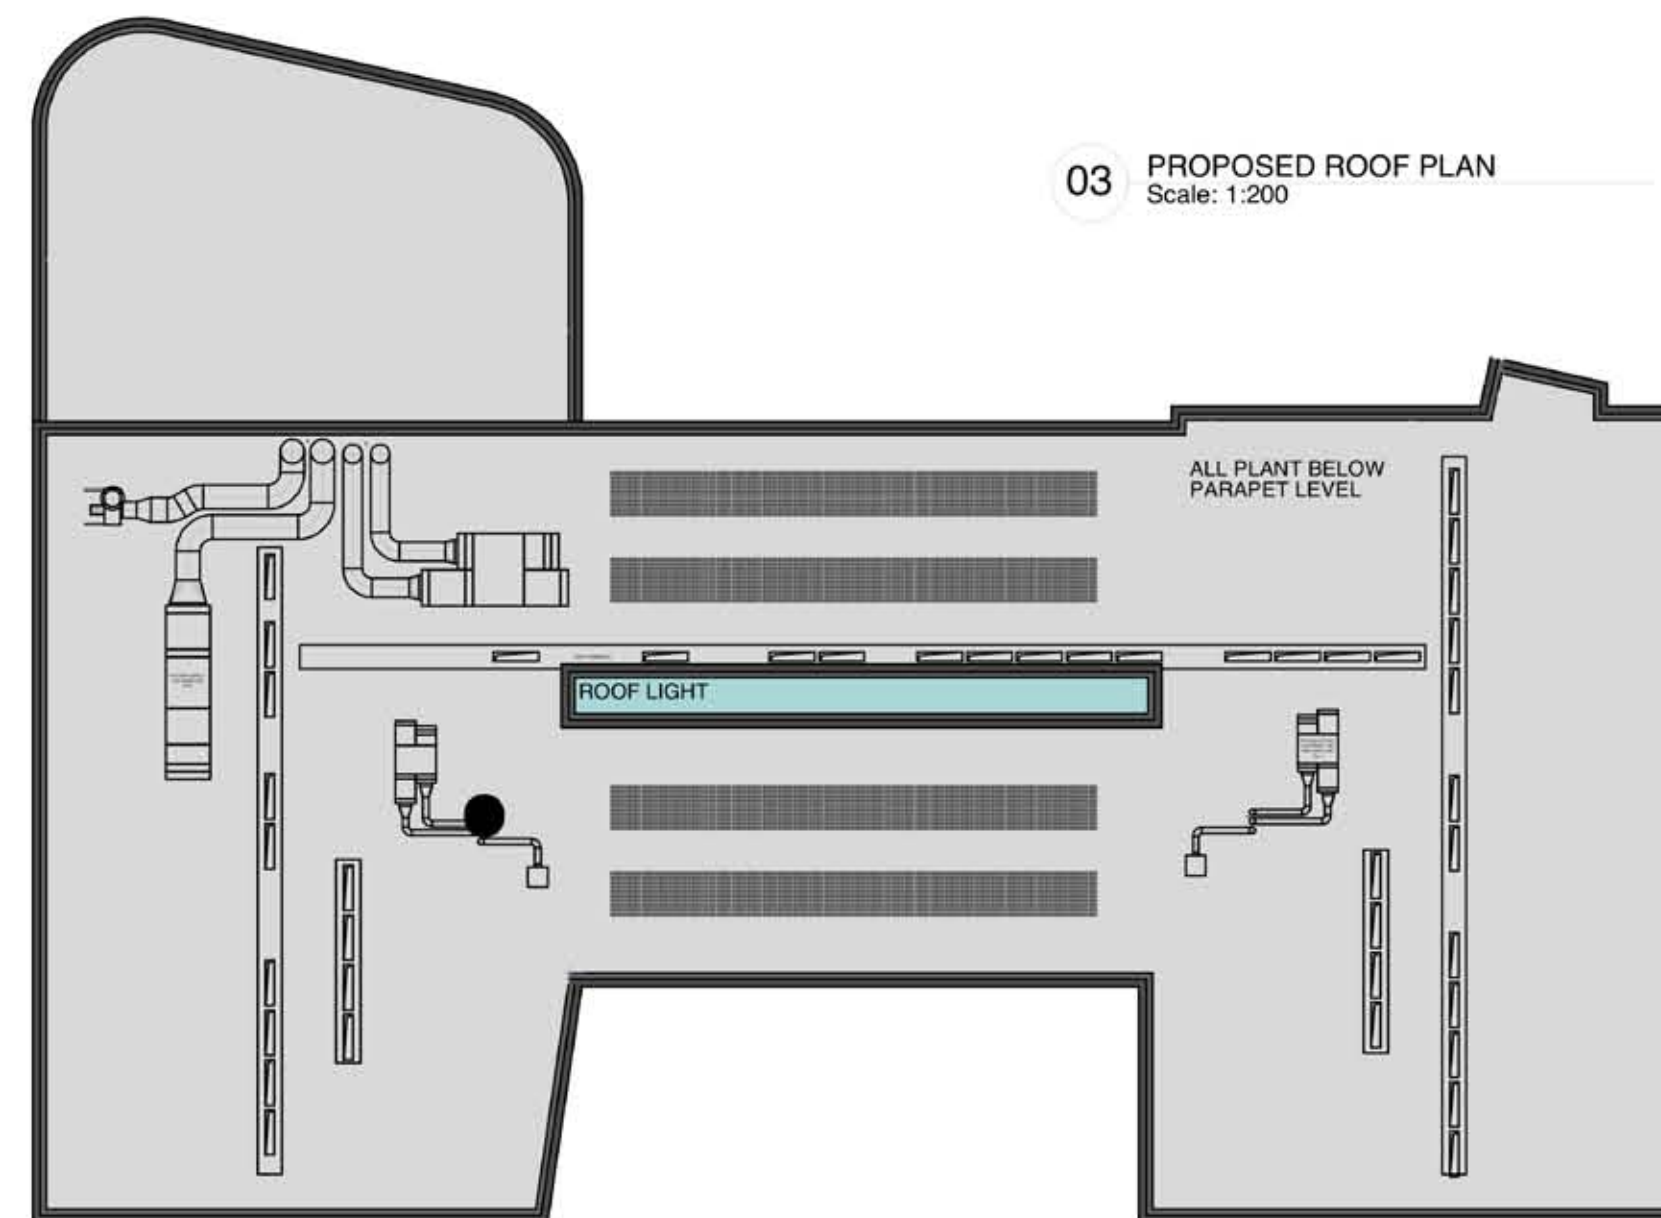 03
PROPOSED ROOF PLAN
Scale: 1:200
ALL PLANT BELOW
PARAPET LEVEL
ROOF LIGHT